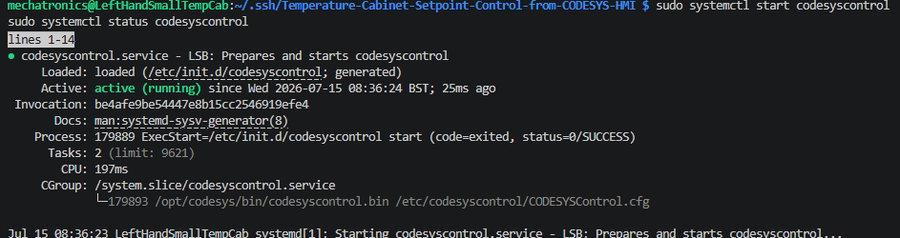 mechatronics@LeftHandSmallTempCab:~/.ssh/Temperature-Cabinet-Setpoint-Control-from-CODESYS-HMI $ sudo systemctl start codesyscontrol
sudo systemctl status codesyscontrol
lines 1-14
● codesyscontrol.service - LSB: Prepares and starts codesyscontrol
Loaded: loaded (/etc/init.d/codesyscontrol; generated)
Active: active (running) since Wed 2026-07-15 08:36:24 BST; 25ms ago
Invocation: be4afe9be54447e8b15cc2546919efe4
Docs: man:systemd-sysv-generator(8)
Process: 179889 ExecStart=/etc/init.d/codesyscontrol start (code=exited, status=0/SUCCESS)
Tasks: 2 (limit: 9621)
CPU: 197ms
CGroup: /system.slice/codesyscontrol.service
└─179893 /opt/codesys/bin/codesyscontrol.bin /etc/codesyscontrol/CODESYSControl.cfg
Jul 15 08:36:23 LeftHandSmallTempCab systemd[1]: Starting codesyscontrol.service - LSB: Prepares and starts codesyscontrol...